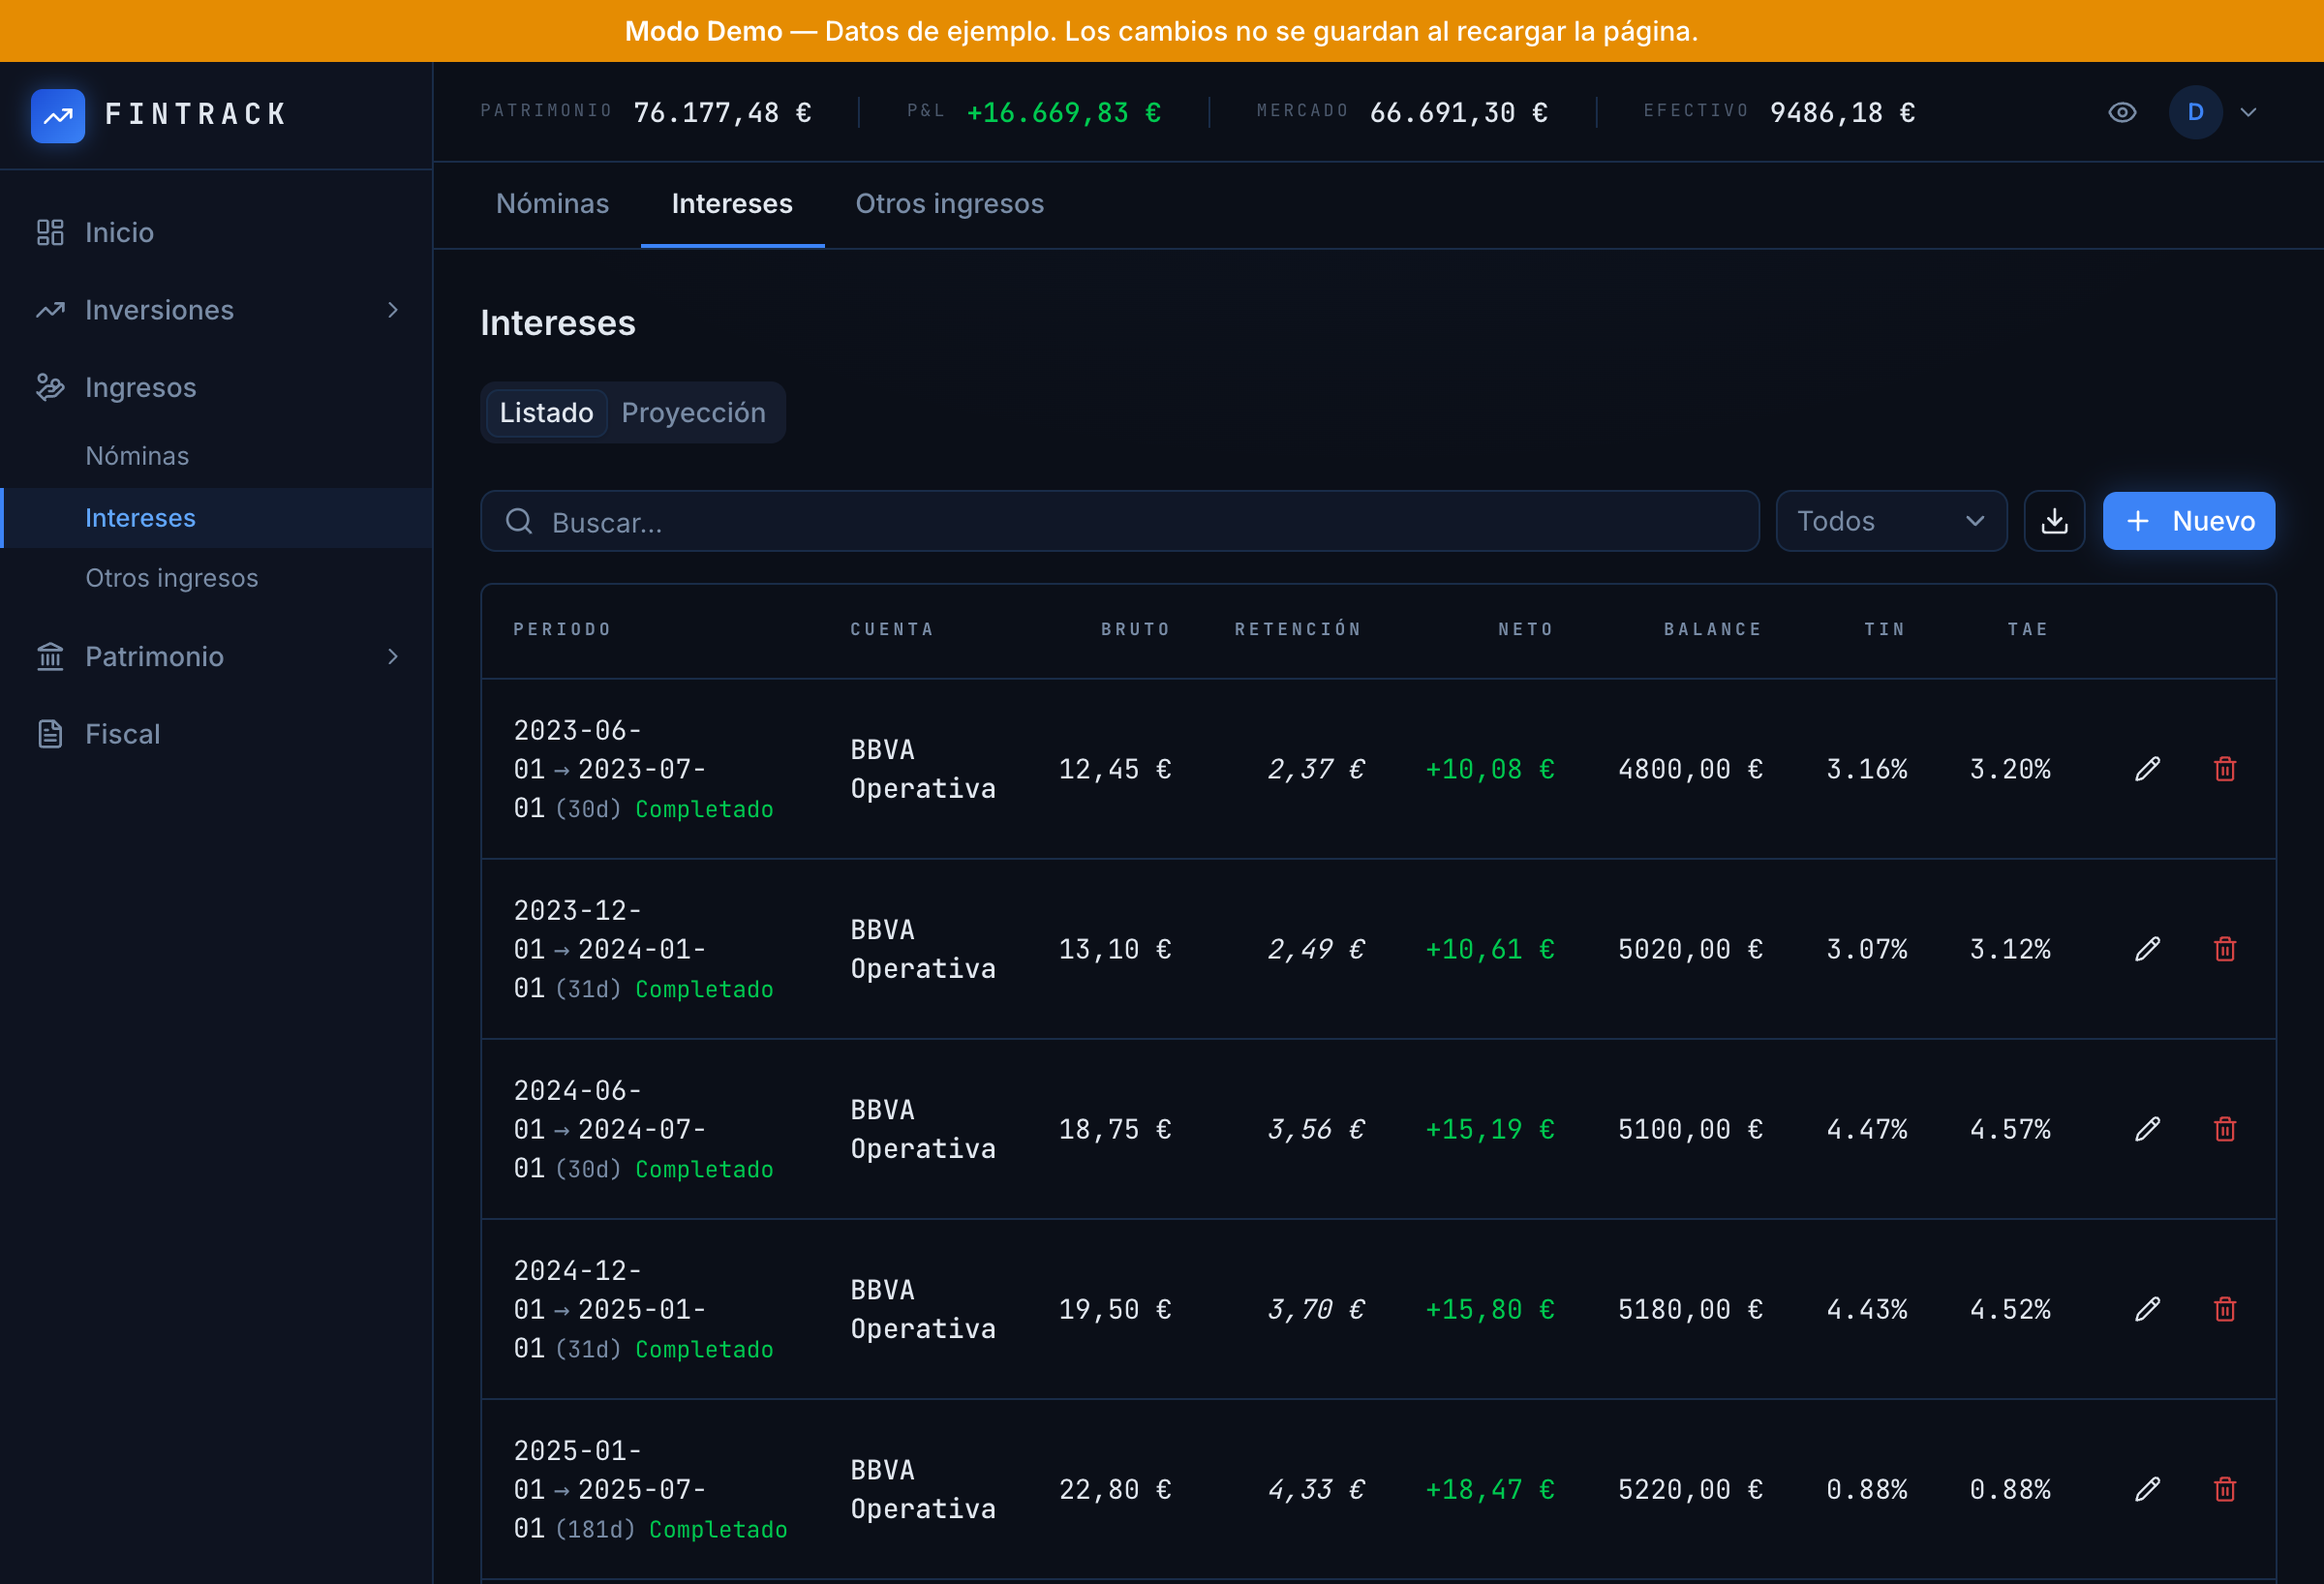 Modo Demo — Datos de ejemplo. Los cambios no se guardan al recargar la página.
FINTRACK
PATRIMONIO 76.177,48 € P&L +16.669,83 € MERCADO 66.691,30 € EFECTIVO 9486,18 € D
Inicio
Inversiones
Ingresos
Nóminas
Intereses
Otros ingresos
Patrimonio
Fiscal
Nóminas Intereses Otros ingresos
Intereses
Listado Proyección
Buscar... Todos Nuevo
PERIODO CUENTA BRUTO RETENCIÓN NETO BALANCE TIN TAE
2023-06-
01 → 2023-07-
01 (30d) Completado
BBVA
Operativa
12,45 € 2,37 € +10,08 € 4800,00 € 3.16% 3.20%
2023-12-
01 → 2024-01-
01 (31d) Completado
BBVA
Operativa
13,10 € 2,49 € +10,61 € 5020,00 € 3.07% 3.12%
2024-06-
01 → 2024-07-
01 (30d) Completado
BBVA
Operativa
18,75 € 3,56 € +15,19 € 5100,00 € 4.47% 4.57%
2024-12-
01 → 2025-01-
01 (31d) Completado
BBVA
Operativa
19,50 € 3,70 € +15,80 € 5180,00 € 4.43% 4.52%
2025-01-
01 → 2025-07-
01 (181d) Completado
BBVA
Operativa
22,80 € 4,33 € +18,47 € 5220,00 € 0.88% 0.88%